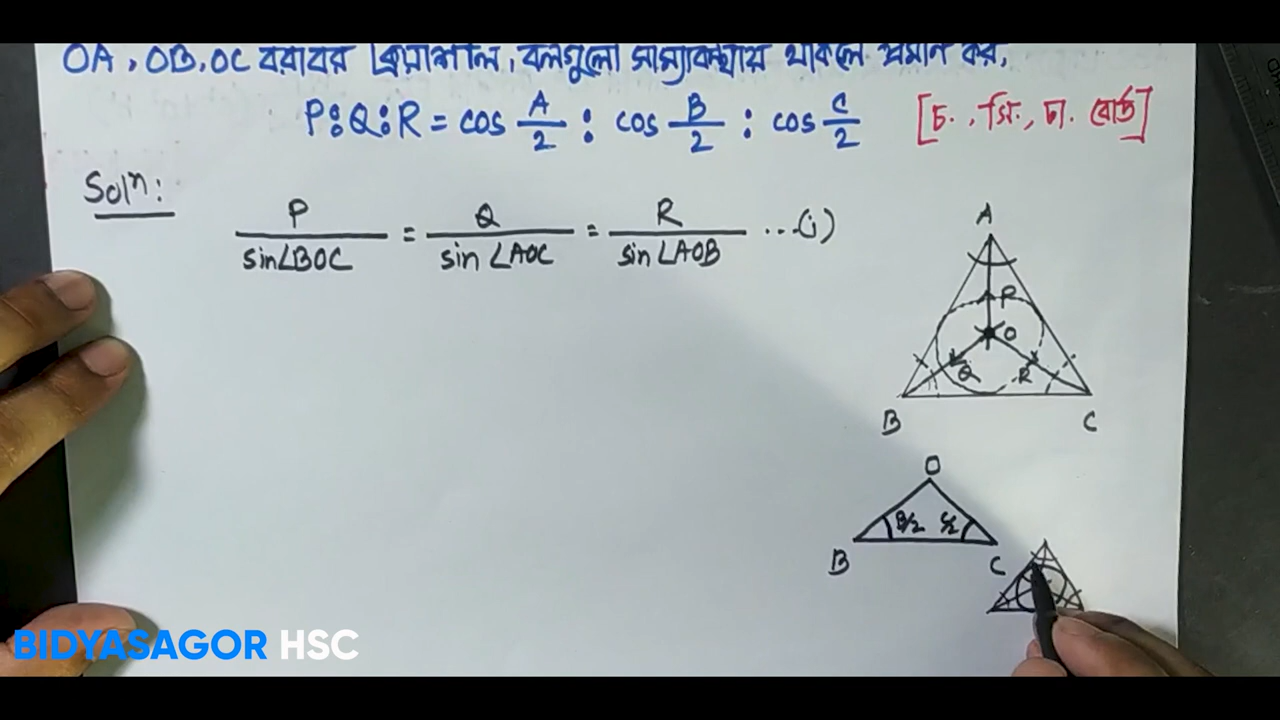 OA, OB, OC বরাবর ক্রিয়াশীল, বলগুলো সাম্যাবস্থায় থাকলে প্রমান কর,
P:Q:R = cos A/2 : cos B/2 : cos C/2 [চ., সি., ঢা. বোর্ড]
Solⁿ:
P/sin∠BOC = Q/sin∠AOC = R/sin∠AOB ...(i)
A
P
O
Q R
B C
O
B/2 C/2
B C
BIDYASAGOR HSC